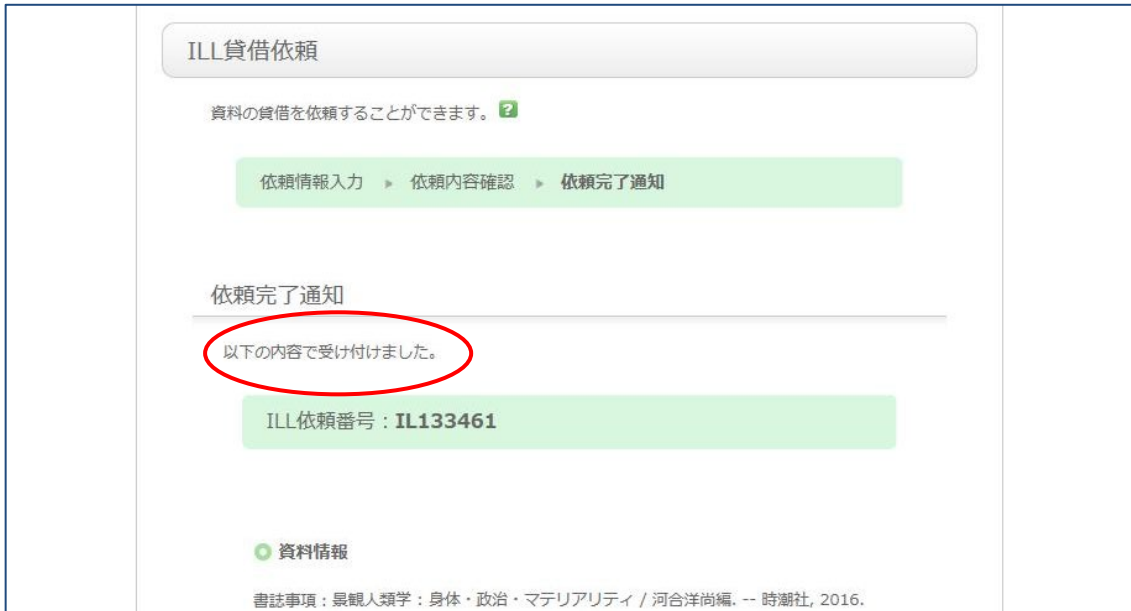 ILL貸借依頼
資料の貸借を依頼することができます。 ?
依頼情報入力 ▶ 依頼内容確認 ▶ 依頼完了通知
依頼完了通知
以下の内容で受け付けました。
ILL依頼番号：IL133461
資料情報
書誌事項：景観人類学：身体・政治・マテリアリティ / 河合洋尚編. -- 時潮社, 2016.